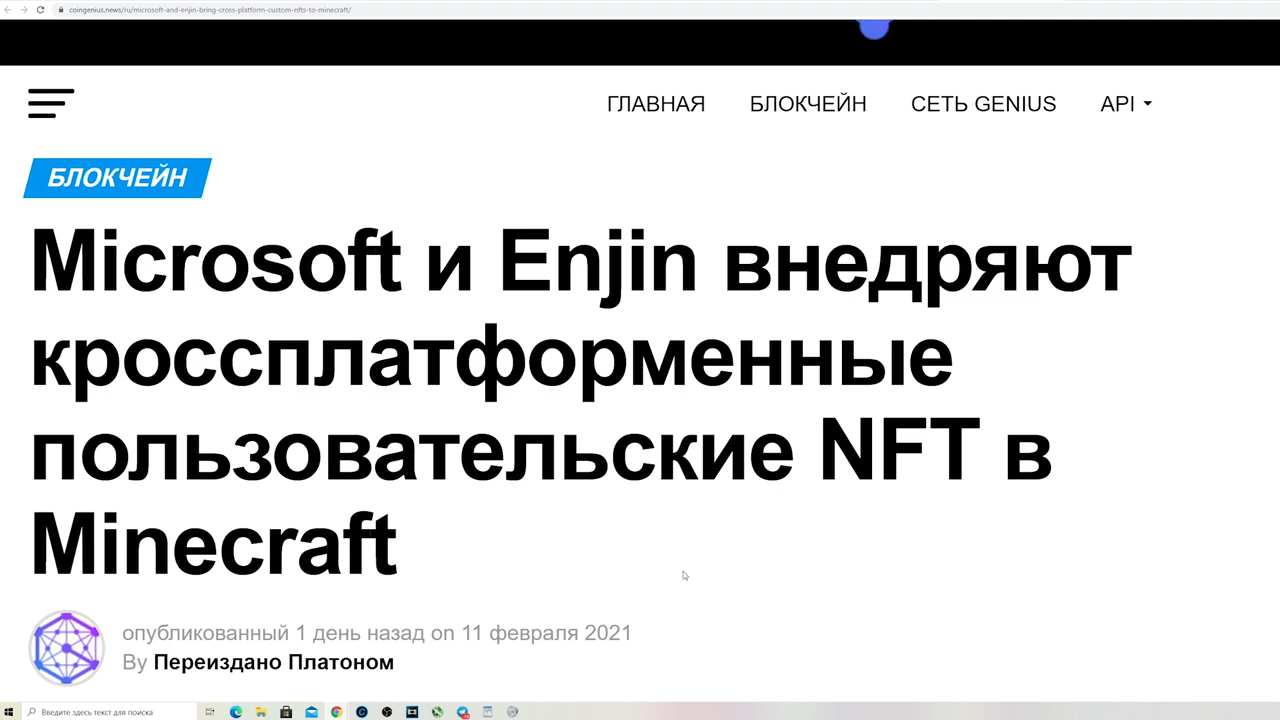 coingenius.news/ru/microsoft-and-enjin-bring-cross-platform-custom-nfts-to-minecraft/
ГЛАВНАЯ БЛОКЧЕЙН СЕТЬ GENIUS API
БЛОКЧЕЙН
Microsoft и Enjin внедряют
кроссплатформенные
пользовательские NFT в
Minecraft
опубликованный 1 день назад on 11 февраля 2021
By Переиздано Платоном
Введите здесь текст для поиска